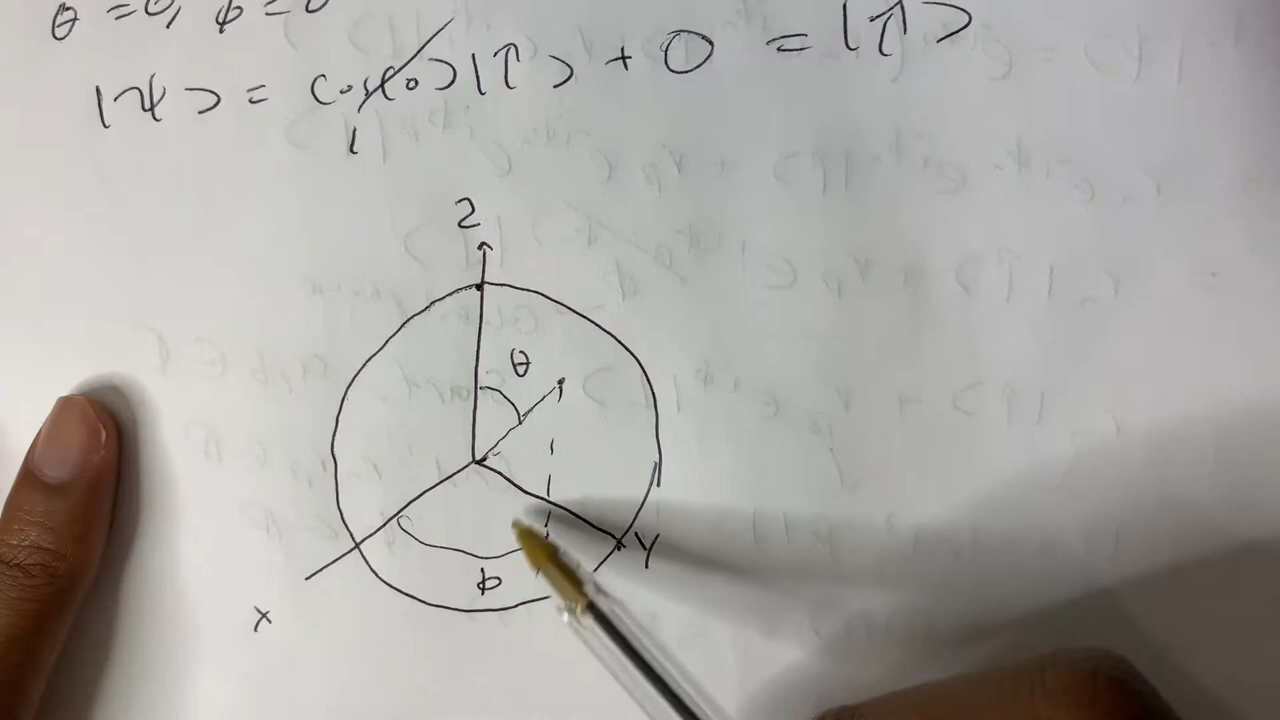 θ = 0, φ = 0
|ψ> = cos(0)|↑> + 0 = |↑>
1
Z
θ
Y
φ
X